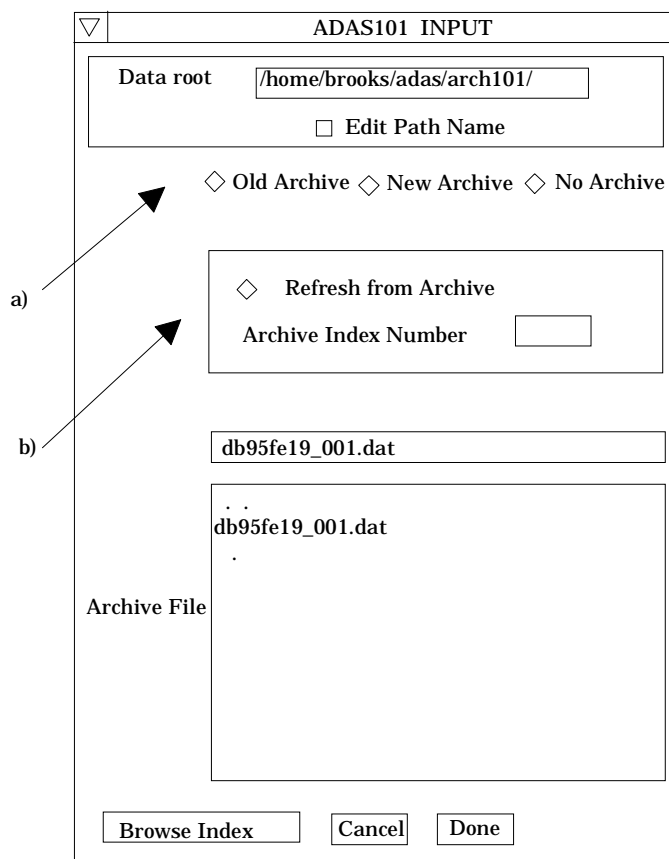 ADAS101 INPUT
Data root
/home/brooks/adas/arch101/
Edit Path Name
Old Archive
New Archive
No Archive
a)
Refresh from Archive
Archive Index Number
b)
db95fe19_001.dat
. .
db95fe19_001.dat
.
Archive File
Browse Index
Cancel
Done